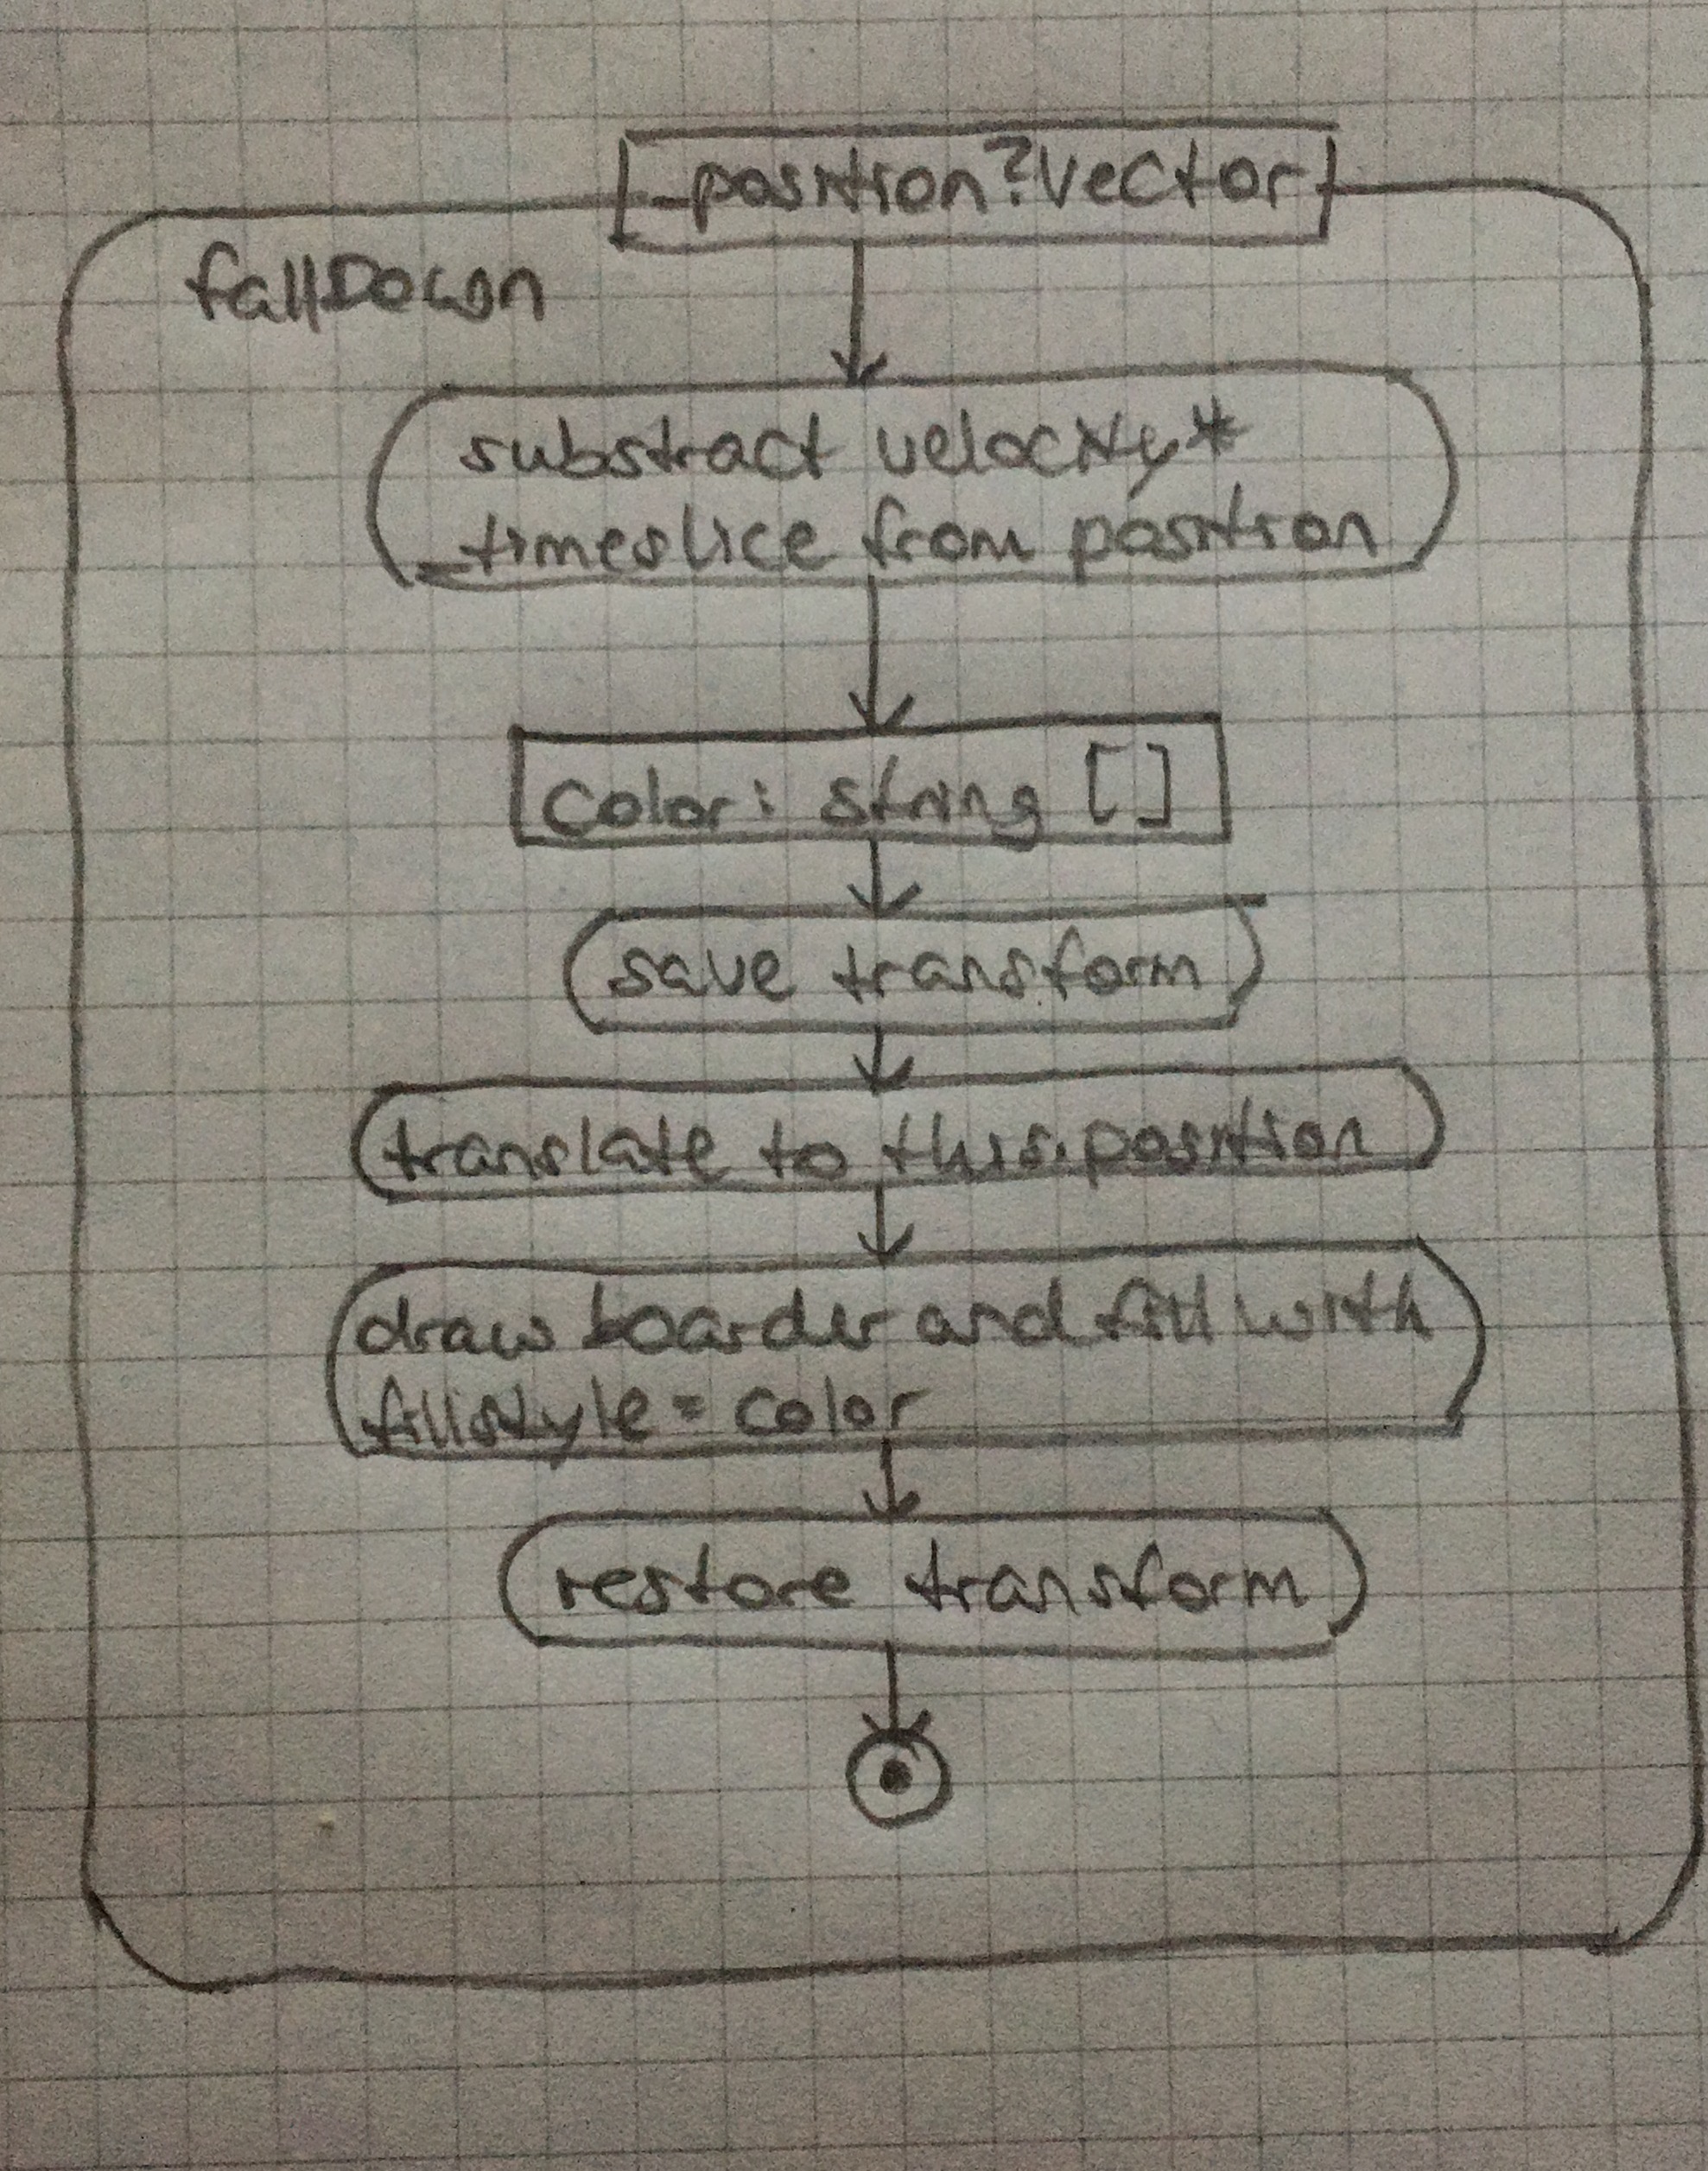 _position?Vector
fallDown
substract velocity *
_timeslice from position
color: string []
save transform
translate to this.position
draw boarder and fill with
fillstyle = color
restore transform